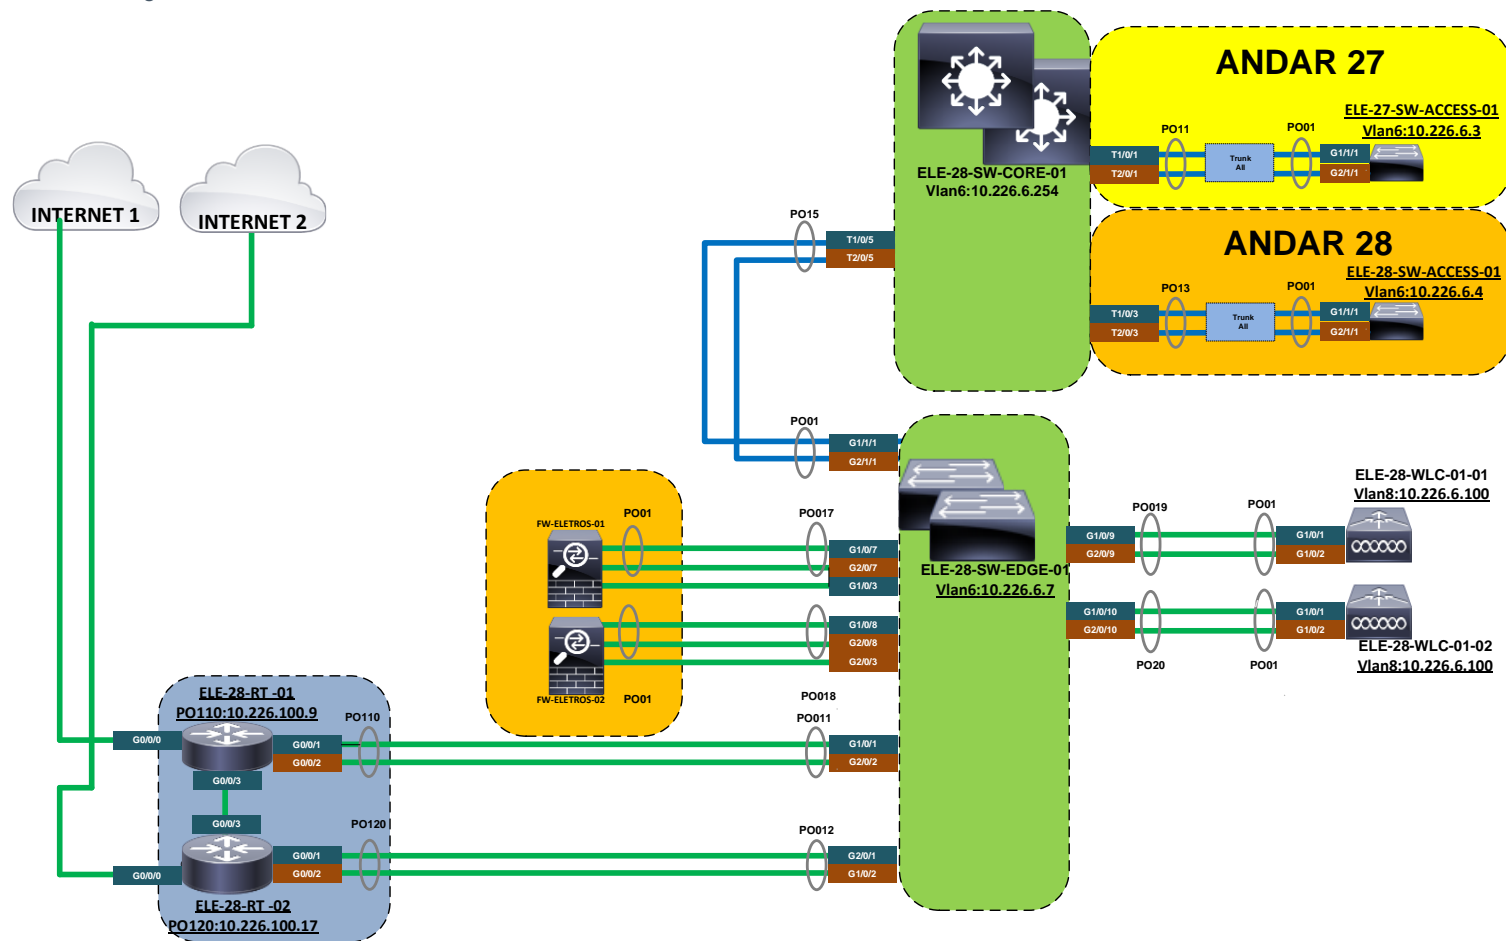 ANDAR 27
ELE-27-SW-ACCESS-01
Vlan6:10.226.6.3
PO11
PO01
T1/0/1
T2/0/1
Trunk
All
G1/1/1
G2/1/1
ELE-28-SW-CORE-01
Vlan6:10.226.6.254
INTERNET 1
INTERNET 2
PO15
T1/0/5
T2/0/5
ANDAR 28
ELE-28-SW-ACCESS-01
Vlan6:10.226.6.4
PO13
PO01
T1/0/3
T2/0/3
Trunk
All
G1/1/1
G2/1/1
PO01
G1/1/1
G2/1/1
ELE-28-WLC-01-01
Vlan8:10.226.6.100
PO019
PO01
G1/0/9
G2/0/9
G1/0/1
G1/0/2
FW-ELETROS-01
PO01
PO017
G1/0/7
G2/0/7
G1/0/3
ELE-28-SW-EDGE-01
Vlan6:10.226.6.7
G1/0/8
G2/0/8
G2/0/3
G1/0/10
G2/0/10
G1/0/1
G1/0/2
PO20
PO01
ELE-28-WLC-01-02
Vlan8:10.226.6.100
FW-ELETROS-02
PO01
PO018
ELE-28-RT -01
PO110:10.226.100.9
PO110
PO011
G0/0/0
G0/0/1
G0/0/2
G1/0/1
G2/0/2
G0/0/3
G0/0/3
PO120
PO012
G0/0/1
G0/0/2
G2/0/1
G1/0/2
G0/0/0
ELE-28-RT -02
PO120:10.226.100.17